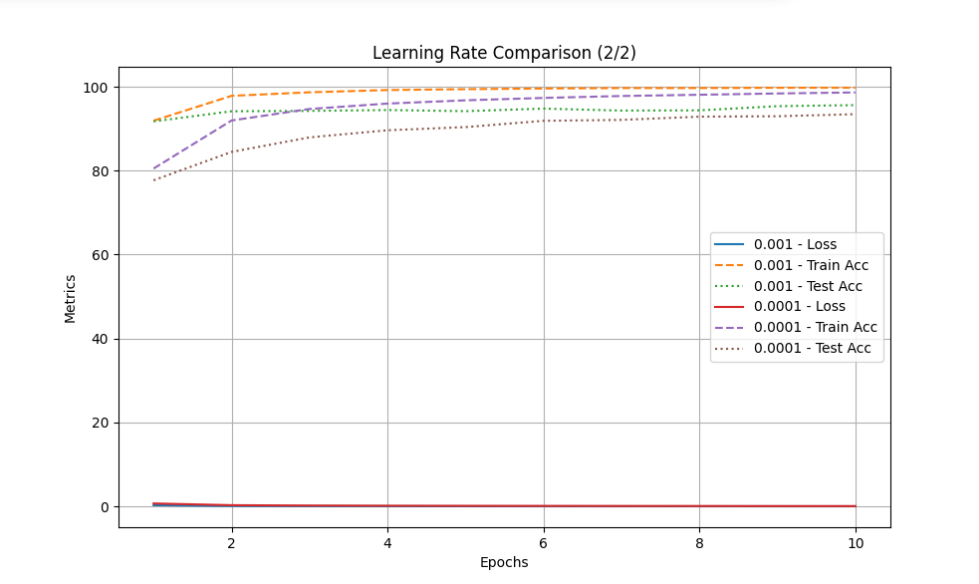 Learning Rate Comparison (2/2)
100
80
60
40
20
0
Metrics
0.001 - Loss
0.001 - Train Acc
0.001 - Test Acc
0.0001 - Loss
0.0001 - Train Acc
0.0001 - Test Acc
2
4
6
8
10
Epochs